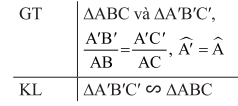 GT ΔABC và ΔA'B'C',
A'B'/AB = A'C'/AC, Â' = Â
KL ΔA'B'C' ∽ ΔABC